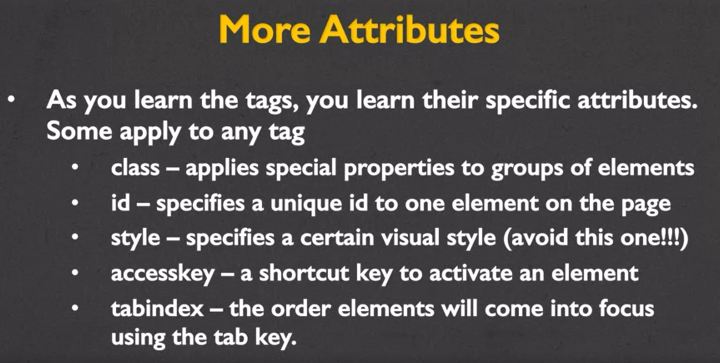 More Attributes
• As you learn the tags, you learn their specific attributes.
Some apply to any tag
• class – applies special properties to groups of elements
• id – specifies a unique id to one element on the page
• style – specifies a certain visual style (avoid this one!!!)
• accesskey – a shortcut key to activate an element
• tabindex – the order elements will come into focus
using the tab key.